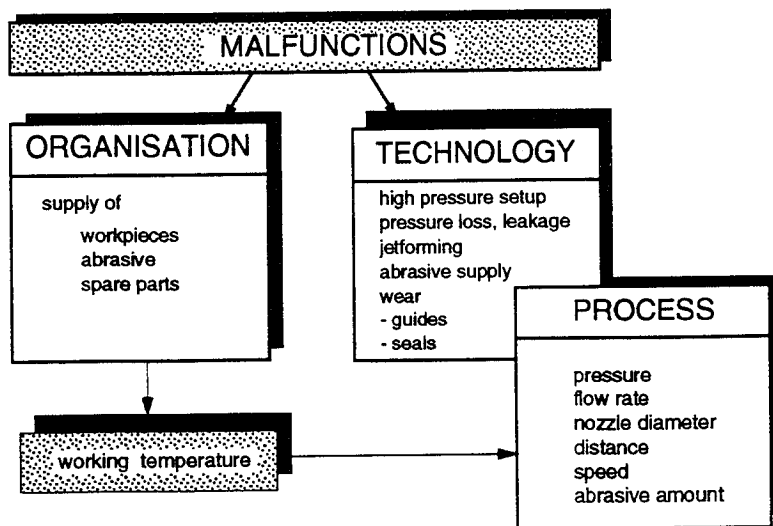 MALFUNCTIONS
ORGANISATION
supply of
workpieces
abrasive
spare parts
TECHNOLOGY
high pressure setup
pressure loss, leakage
jetforming
abrasive supply
wear
- guides
- seals
PROCESS
pressure
flow rate
nozzle diameter
distance
speed
abrasive amount
working temperature